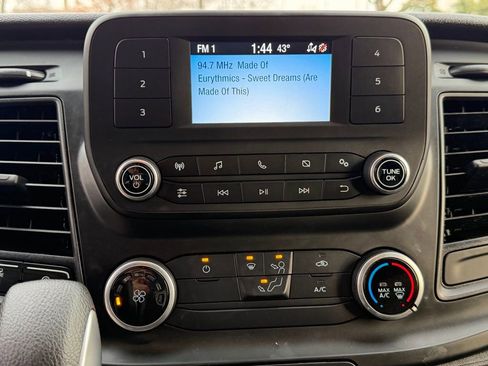 FM 1 1:44 43°
94.7 MHz Made Of
Eurythmics - Sweet Dreams (Are
Made Of This)
1
2
3
4
5
6
VOL
TUNE
OK
A/C
MAX
A/C
MAX